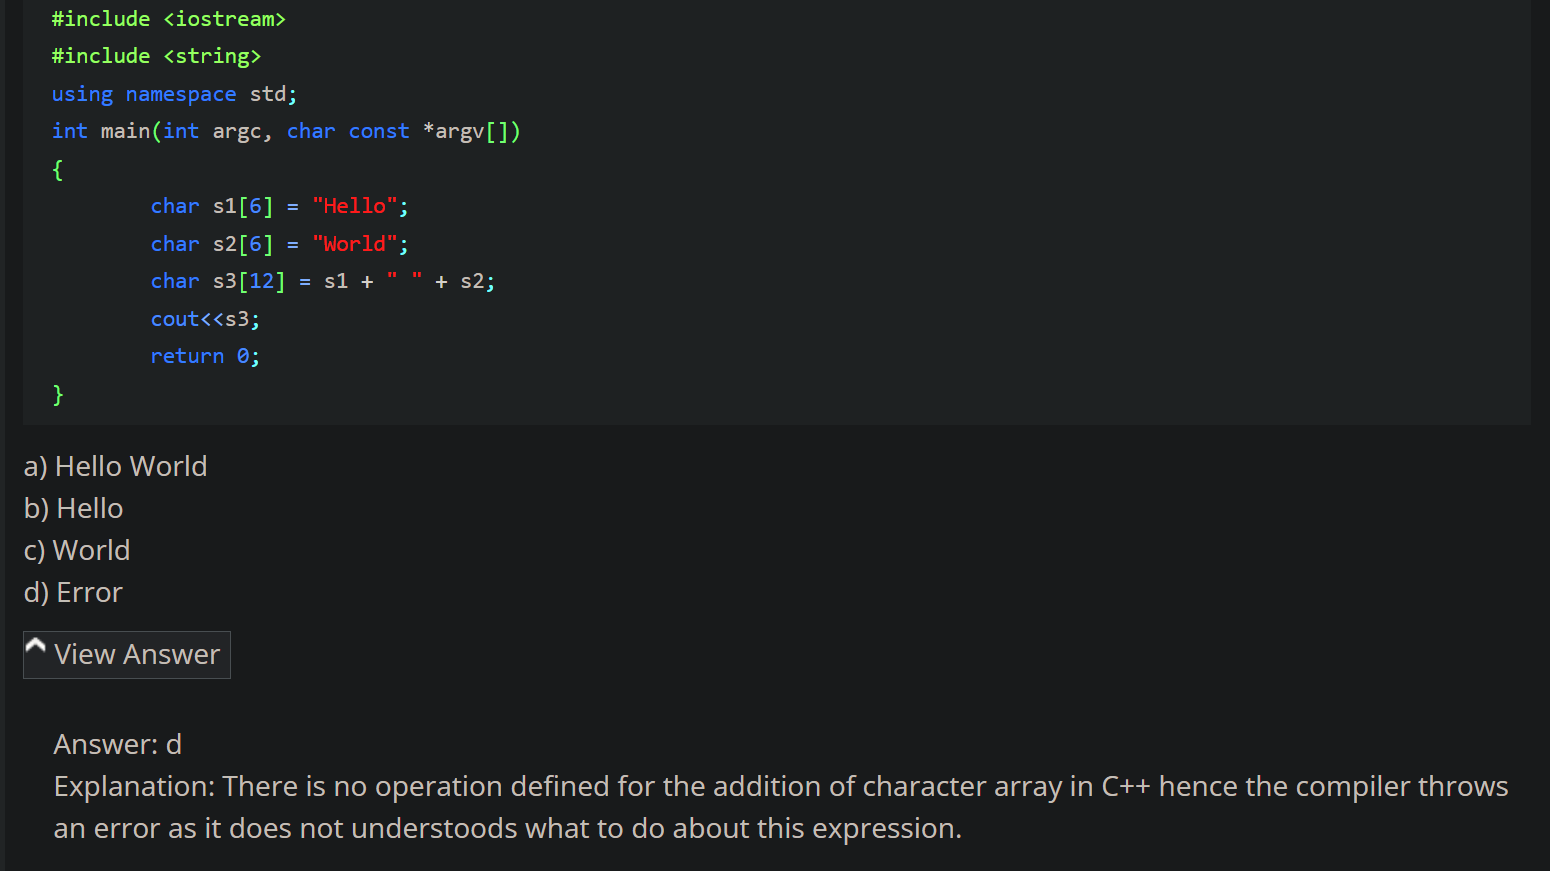 #include <iostream>
#include <string>
using namespace std;
int main(int argc, char const *argv[])
{
char s1[6] = "Hello";
char s2[6] = "World";
char s3[12] = s1 + " " + s2;
cout<<s3;
return 0;
}
a) Hello World
b) Hello
c) World
d) Error
View Answer
Answer: d
Explanation: There is no operation defined for the addition of character array in C++ hence the compiler throws
an error as it does not understoods what to do about this expression.